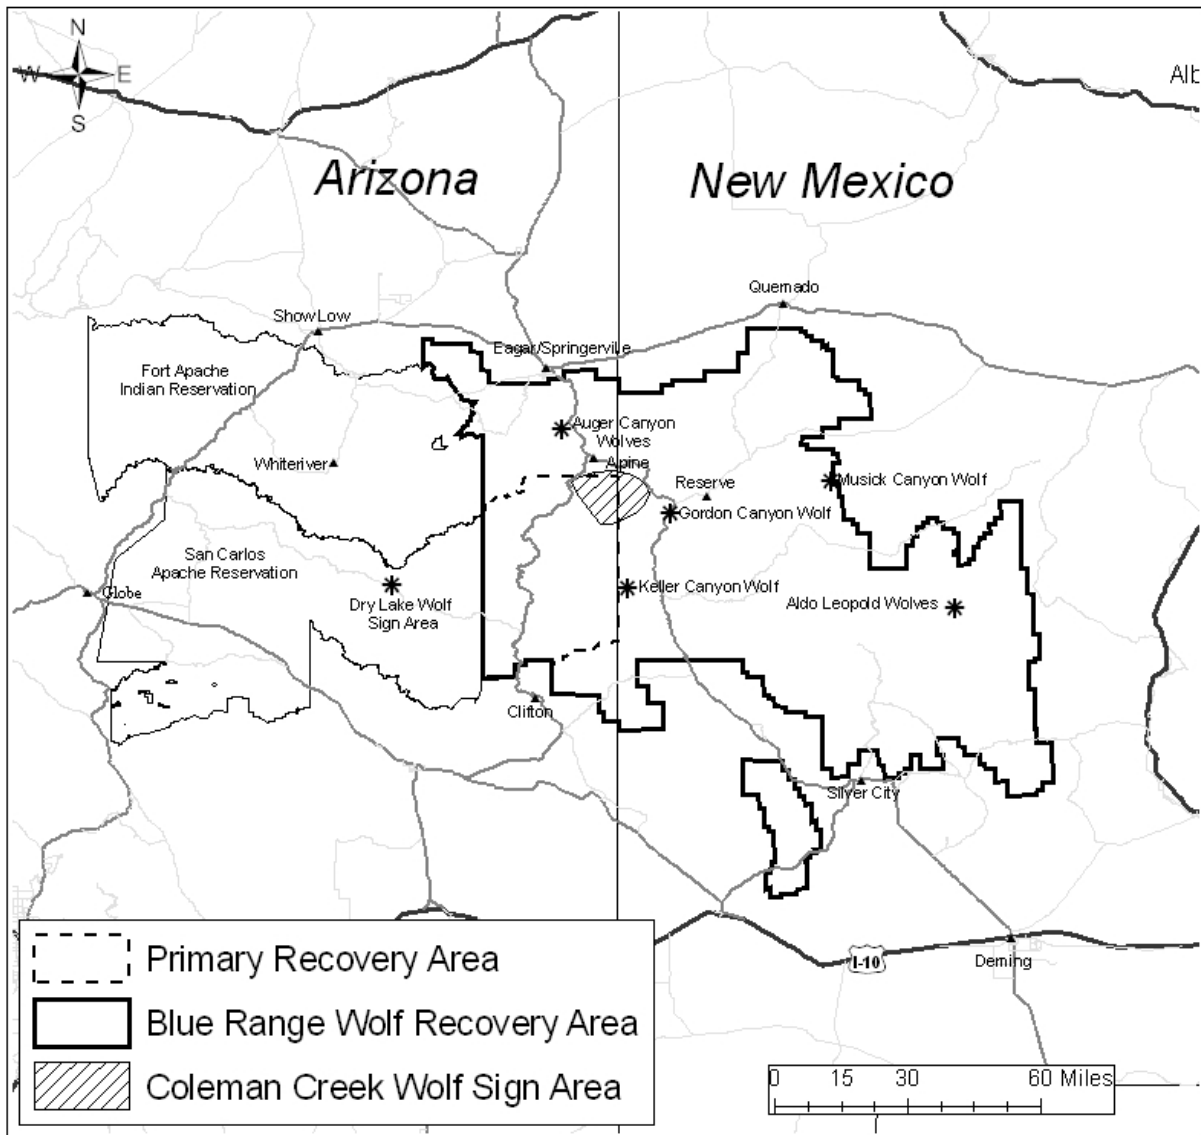 N
W E
S
Alb
Arizona
New Mexico
Quemado
Show Low
Eagar/Springerville
Fort Apache
Indian Reservation
Auger Canyon
Wolves
Whiteriver
Alpine
Reserve
Musick Canyon Wolf
Gordon Canyon Wolf
San Carlos
Apache Reservation
Globe
Dry Lake Wolf
Sign Area
Keller Canyon Wolf
Aldo Leopold Wolves
Clifton
Silver City
I-10
Deming
Primary Recovery Area
Blue Range Wolf Recovery Area
Coleman Creek Wolf Sign Area
0 15 30 60 Miles